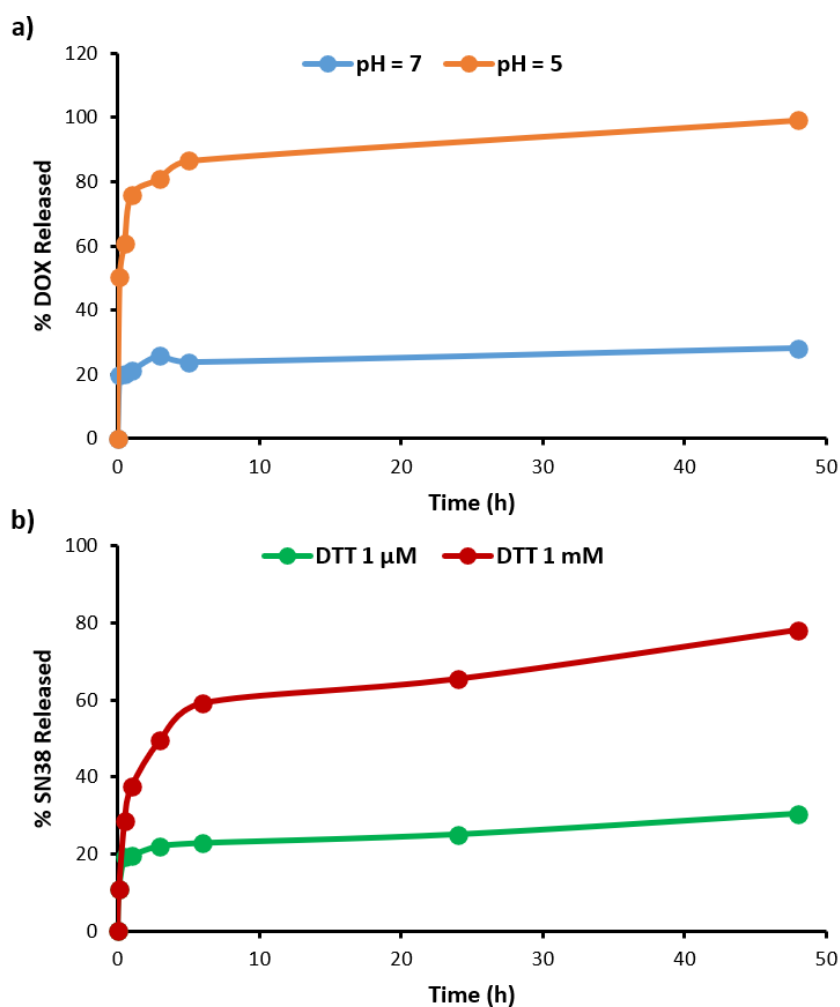 a)
120
pH = 7 pH = 5
100
80
60
40
20
0
% DOX Released
0 10 20 30 40 50
Time (h)
b)
100
DTT 1 µM DTT 1 mM
80
60
40
20
0
% SN38 Released
0 10 20 30 40 50
Time (h)